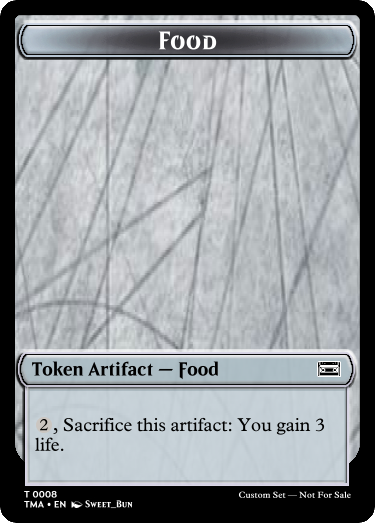 Food
Token Artifact — Food
2, Sacrifice this artifact: You gain 3
life.
T 0008
Custom Set — Not For Sale
TMA • EN Sweet_Bun